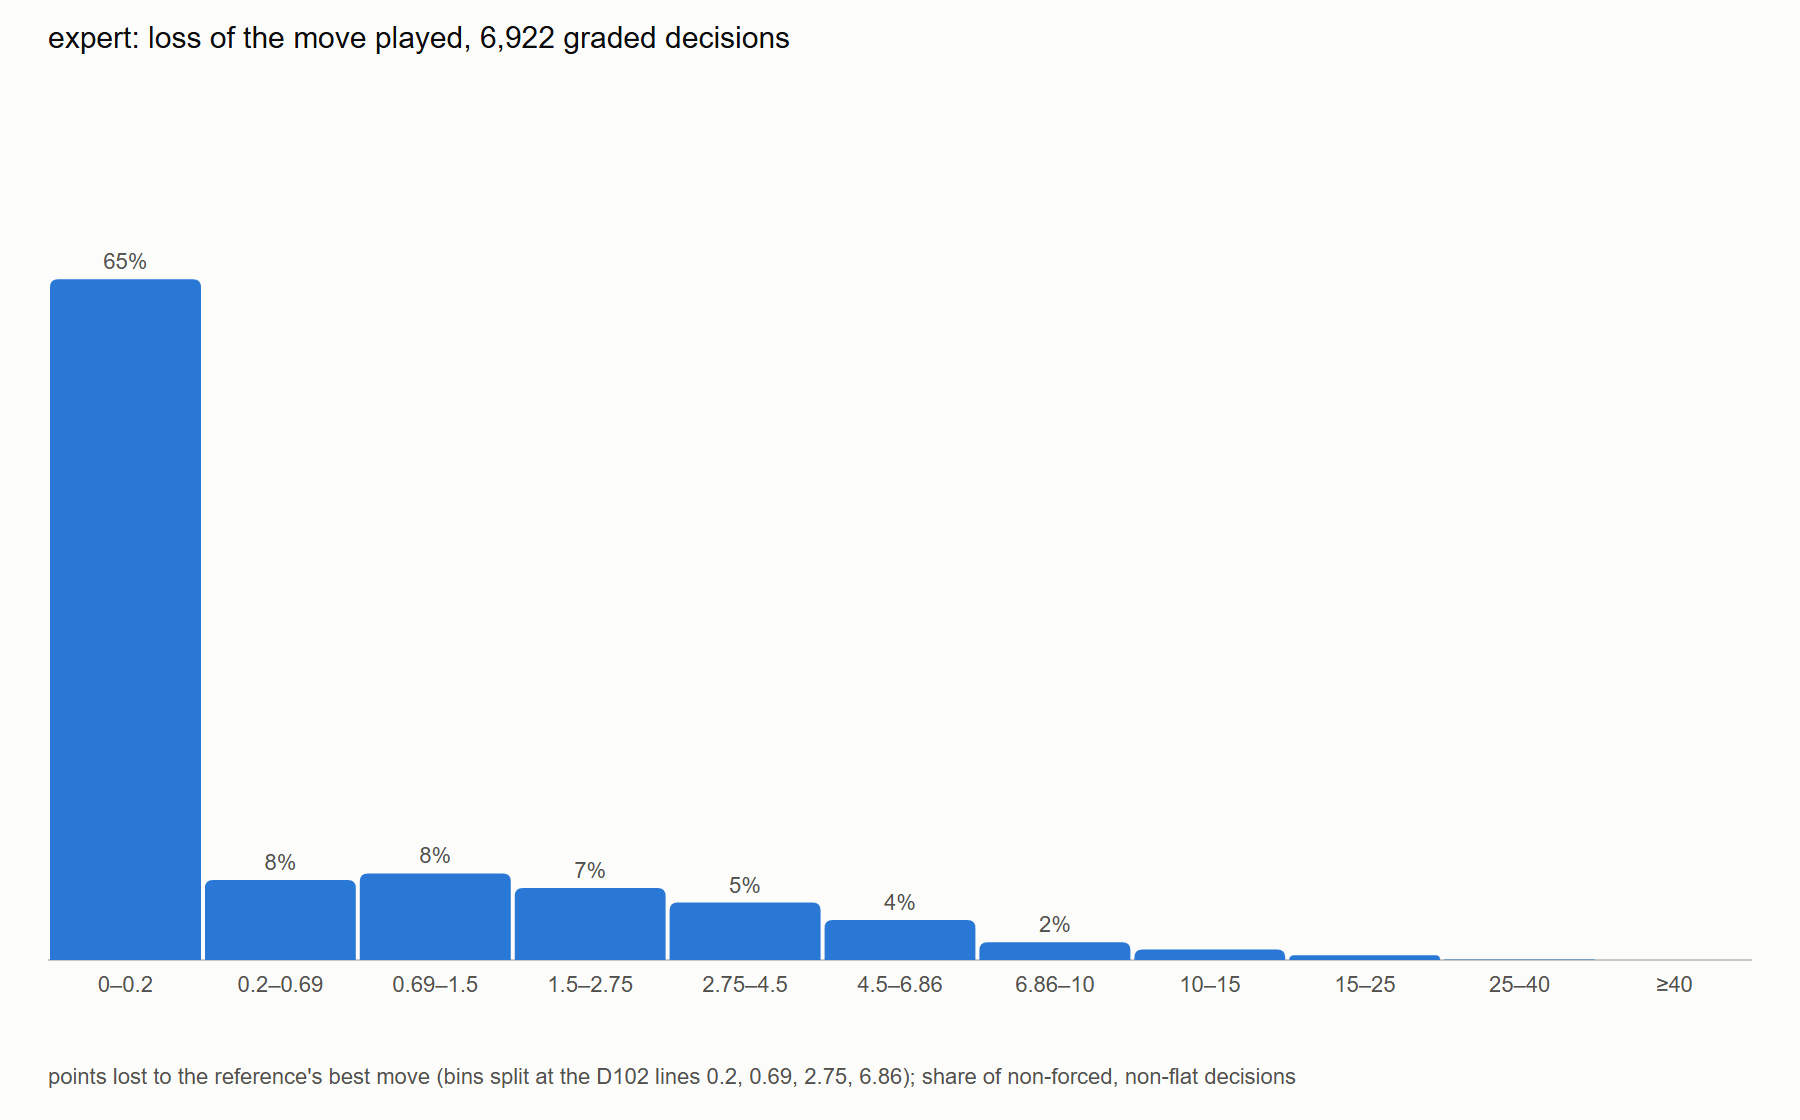 expert: loss of the move played, 6,922 graded decisions
65%
8%
8%
7%
5%
4%
2%
0–0.2 0.2–0.69 0.69–1.5 1.5–2.75 2.75–4.5 4.5–6.86 6.86–10 10–15 15–25 25–40 ≥40
points lost to the reference's best move (bins split at the D102 lines 0.2, 0.69, 2.75, 6.86); share of non-forced, non-flat decisions